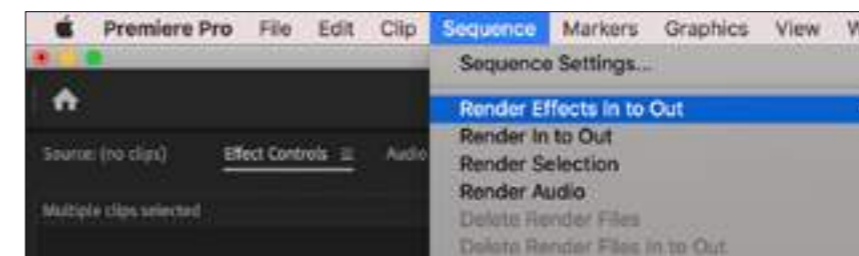 Premiere Pro File Edit Clip Sequence Markers Graphics View
Sequence Settings...
Render Effects In to Out
Render In to Out
Source: (no clips) Effect Controls Audio
Render Selection
Render Audio
Multiple clips selected
Delete Render Files
Delete Render Files In to Out